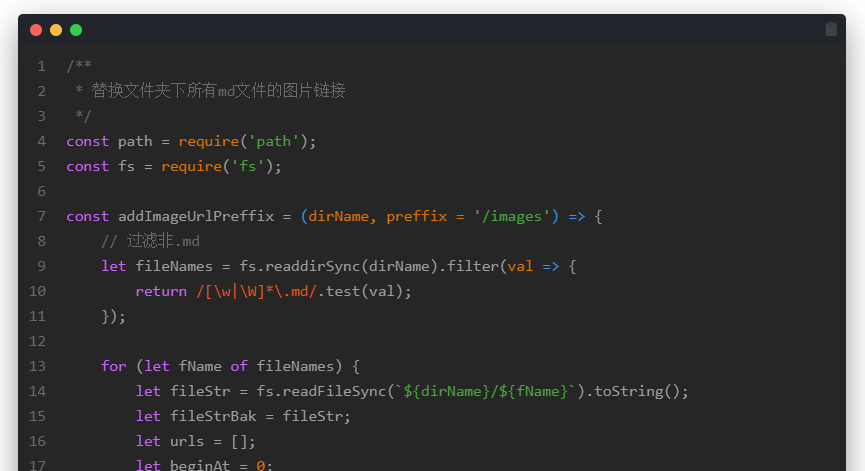 1 /**
2  * 替换文件夹下所有md文件的图片链接
3  */
4 const path = require('path');
5 const fs = require('fs');
6
7 const addImageUrlPreffix = (dirName, preffix = '/images') => {
8     // 过滤非.md
9     let fileNames = fs.readdirSync(dirName).filter(val => {
10         return /[\w|\W]*\.md/.test(val);
11     });
12
13     for (let fName of fileNames) {
14         let fileStr = fs.readFileSync(`${dirName}/${fName}`).toString();
15         let fileStrBak = fileStr;
16         let urls = [];
17         let beginAt = 0;